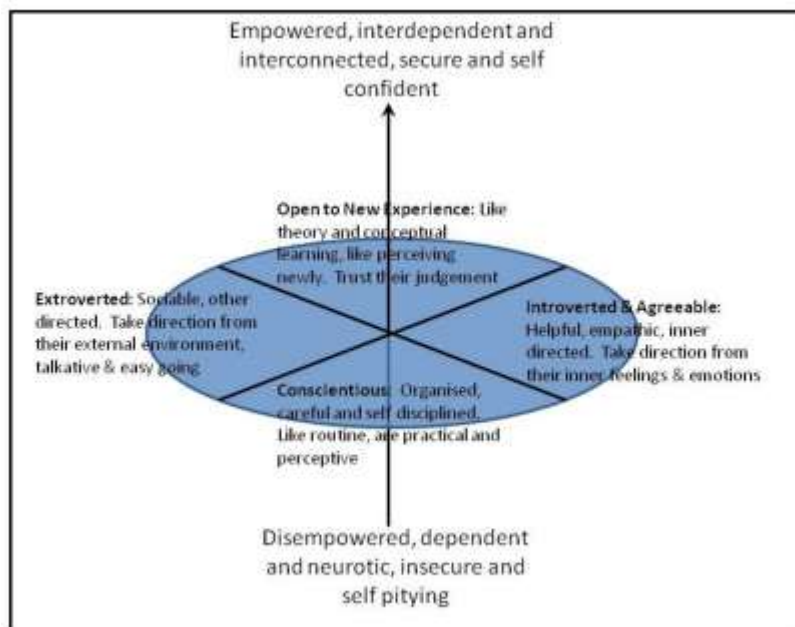 Empowered, interdependent and
interconnected, secure and self
confident
Open to New Experience: Like
theory and conceptual
learning, like perceiving
newly. Trust their judgement
Extroverted: Sociable, other
directed. Take direction from
their external environment,
talkative & easy going
Introverted & Agreeable:
Helpful, empathic, inner
directed. Take direction from
their inner feelings & emotions
Conscientious: Organised,
careful and self disciplined.
Like routine, are practical and
perceptive
Disempowered, dependent
and neurotic, insecure and
self pitying